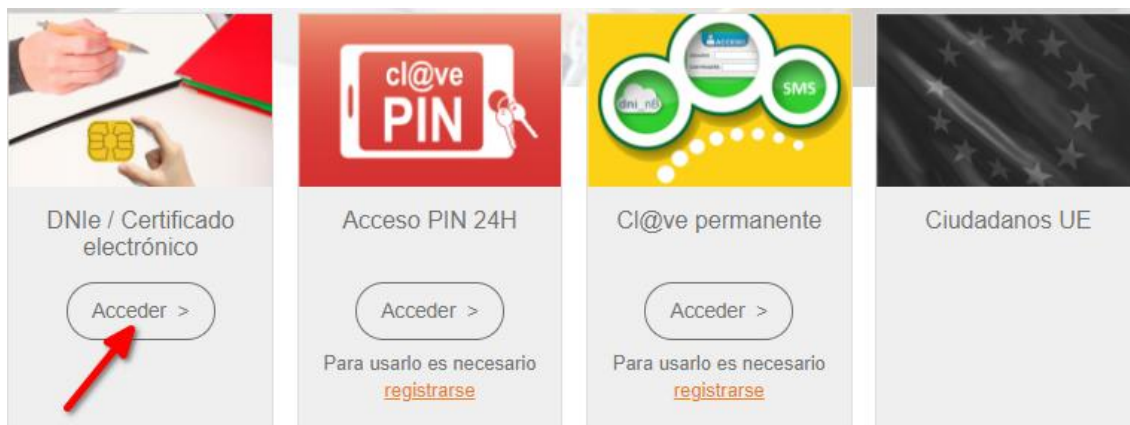 cl@ve
PIN
ACCESO
dni_nB
SMS
DNIe / Certificado
electrónico
Acceder >
Acceso PIN 24H
Acceder >
Para usarlo es necesario
registrarse
Cl@ve permanente
Acceder >
Para usarlo es necesario
registrarse
Ciudadanos UE